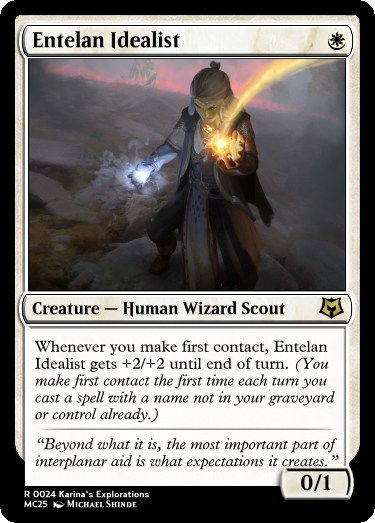 Entelan Idealist
Creature — Human Wizard Scout
Whenever you make first contact, Entelan
Idealist gets +2/+2 until end of turn. (You
make first contact the first time each turn you
cast a spell with a name not in your graveyard
or control already.)
“Beyond what it is, the most important part of
interplanar aid is what expectations it creates.”
0/1
R 0024 Karina's Explorations
MC25 Michael Shinde